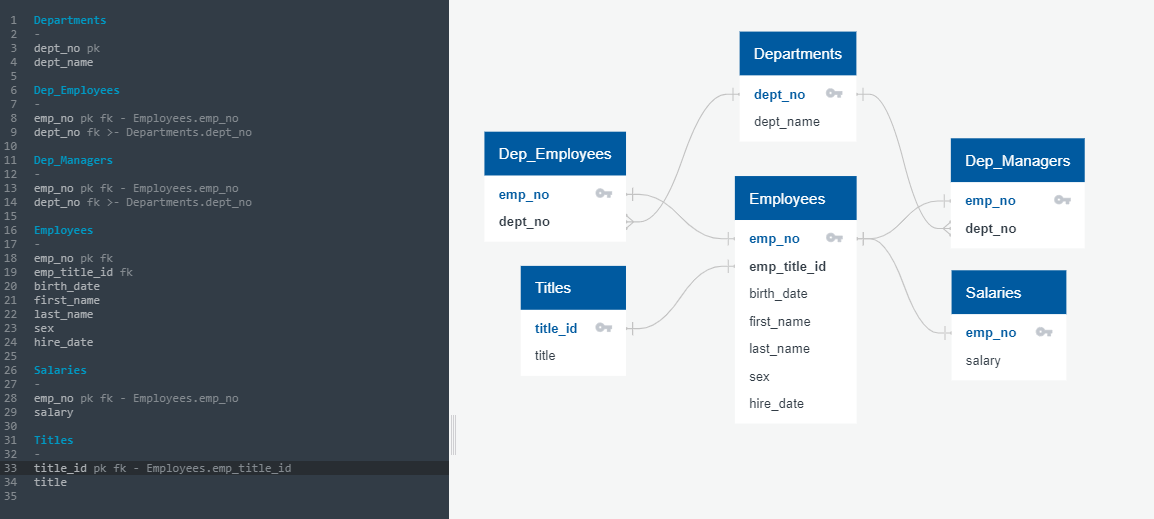 1 Departments
2 -
3 dept_no pk
4 dept_name
5
6 Dep_Employees
7 -
8 emp_no pk fk - Employees.emp_no
9 dept_no fk >- Departments.dept_no
10
11 Dep_Managers
12 -
13 emp_no pk fk - Employees.emp_no
14 dept_no fk >- Departments.dept_no
15
16 Employees
17 -
18 emp_no pk fk
19 emp_title_id fk
20 birth_date
21 first_name
22 last_name
23 sex
24 hire_date
25
26 Salaries
27 -
28 emp_no pk fk - Employees.emp_no
29 salary
30
31 Titles
32 -
33 title_id pk fk - Employees.emp_title_id
34 title
35
Departments
dept_no
dept_name
Dep_Employees
emp_no
dept_no
Dep_Managers
emp_no
dept_no
Employees
emp_no
emp_title_id
birth_date
first_name
last_name
sex
hire_date
Titles
title_id
title
Salaries
emp_no
salary